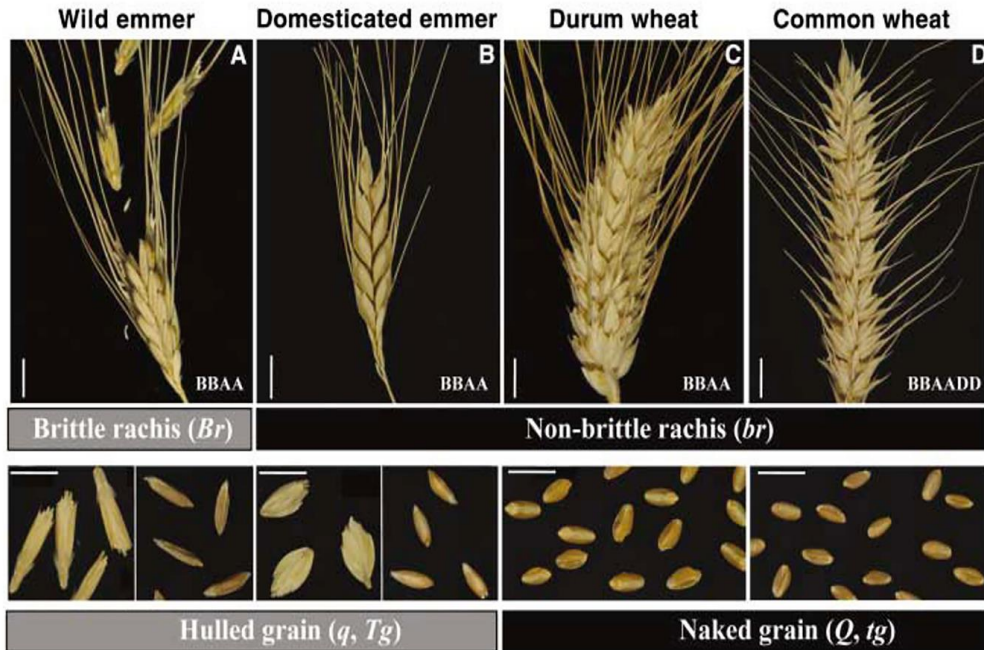 Wild emmer
Domesticated emmer
Durum wheat
Common wheat
A
B
C
D
BBAA
BBAA
BBAA
BBAADD
Brittle rachis (Br)
Non-brittle rachis (br)
Hulled grain (q, Tg)
Naked grain (Q, tg)